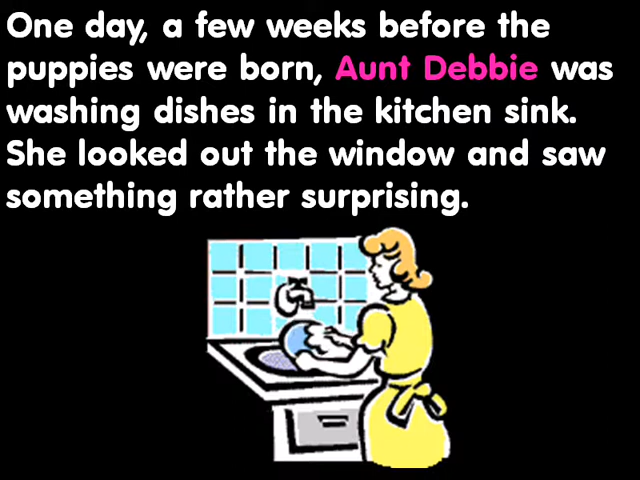 One day, a few weeks before the
puppies were born, Aunt Debbie was
washing dishes in the kitchen sink.
She looked out the window and saw
something rather surprising.